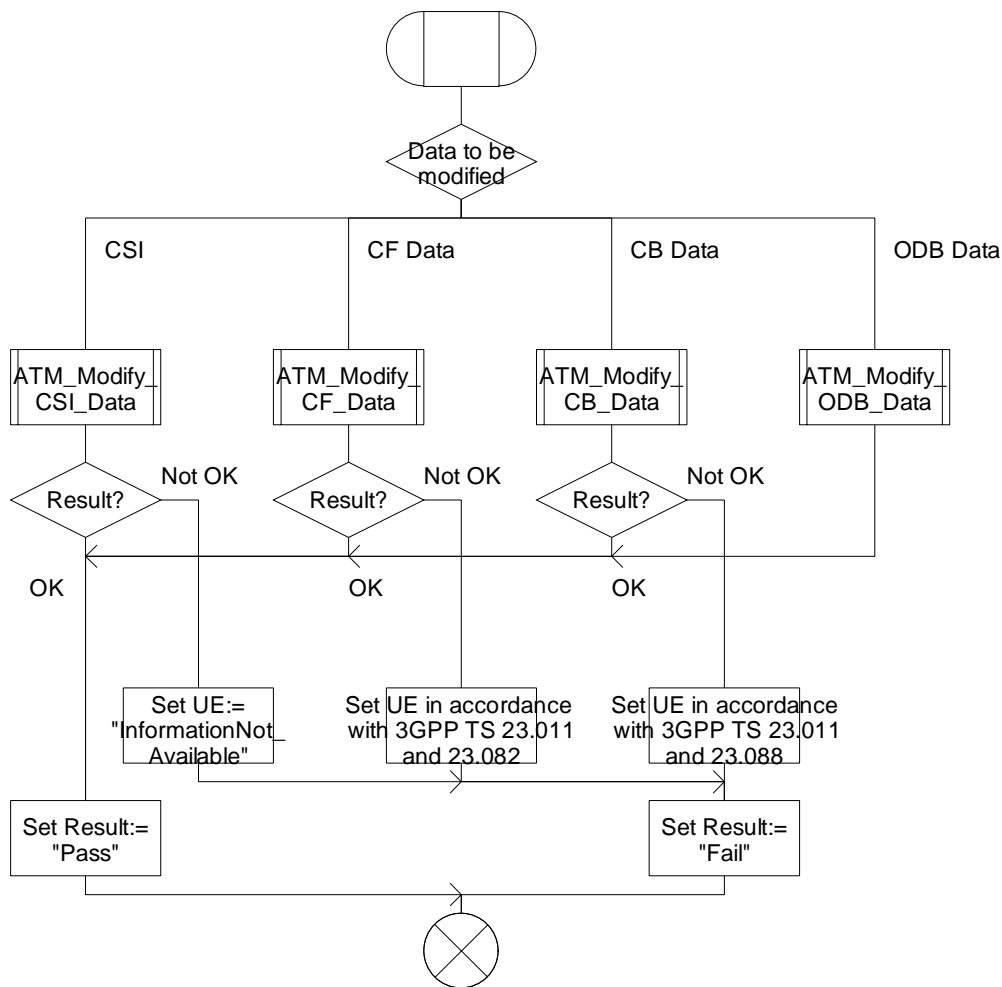 Data to be
modified
CSI
CF Data
CB Data
ODB Data
ATM_Modify_
CSI_Data
ATM_Modify_
CF_Data
ATM_Modify_
CB_Data
ATM_Modify_
ODB_Data
Result?
Not OK
Result?
Not OK
Result?
Not OK
OK
OK
OK
Set UE:=
"InformationNot_
Available"
Set UE in accordance
with 3GPP TS 23.011
and 23.082
Set UE in accordance
with 3GPP TS 23.011
and 23.088
Set Result:=
"Pass"
Set Result:=
"Fail"